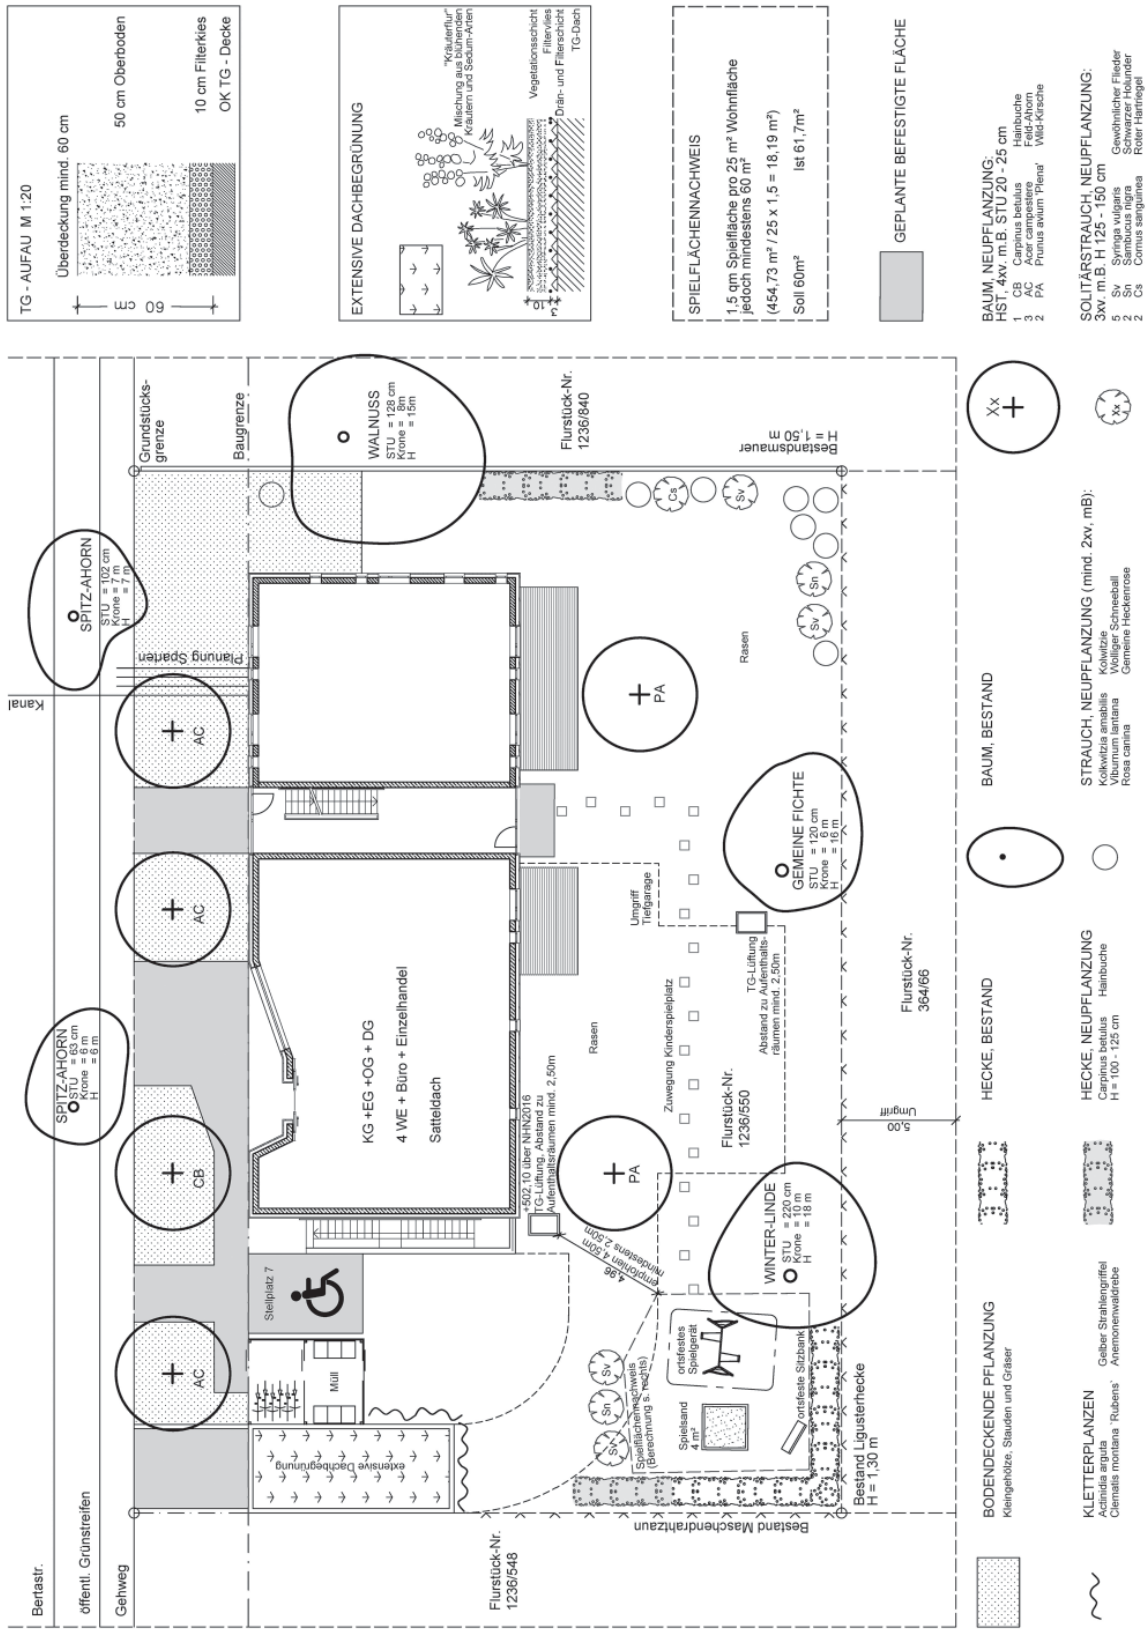 Bertastr.
öffentl. Grünstreifen
Gehweg
Kanal
SPITZ-AHORN
STU = 63 cm
Krone = 6 m
H = 6 m
SPITZ-AHORN
STU = 102 cm
Krone = 7 m
H = 7 m
Grundstücks-
grenze
Baugrenze
Planung Sparten
AC
CB
AC
AC
WALNUSS
STU = 128 cm
Krone = 8m
H = 15m
Flurstück-Nr.
1236/840
Bestandsmauer
H = 1,50 m
Flurstück-Nr.
1236/548
extensive Dachbegrünung
Müll
Stellplatz 7
KG +EG +OG + DG
4 WE + Büro + Einzelhandel
Satteldach
+502,10 über NHN2016
TG-Lüftung, Abstand zu
Aufenthaltsräumen mind. 2,50m
4,96
empfohlen 4,50m
mindestens 2,50m
PA
PA
Rasen
Rasen
Umgriff
Tiefgarage
Zuwegung Kinderspielplatz
TG-Lüftung
Abstand zu Aufenthalts-
räumen mind. 2,50m
Flurstück-Nr.
1236/550
Cs
Sv
Sn
Sv
Sv
Sn
Sv
Spielflächennachweis
(Berechnung s. rechts)
Spielsand
4 m²
ortsfestes
Spielgerät
ortsfeste Sitzbank
WINTER-LINDE
STU = 220 cm
Krone = 10 m
H = 18 m
GEMEINE FICHTE
STU = 120 cm
Krone = 6 m
H = 16 m
Bestand Maschendrahtzaun
Bestand Ligusterhecke
H = 1,30 m
5,00
Umgriff
Flurstück-Nr.
364/66
TG - AUFAU M 1:20
Überdeckung mind. 60 cm
60 cm
50 cm Oberboden
10 cm Filterkies
OK TG - Decke
EXTENSIVE DACHBEGRÜNUNG
"Kräuterflur"
Mischung aus blühenden
Kräutern und Sedum-Arten
3 10
Vegetationsschicht
Filtervlies
Drän- und Filterschicht
TG-Dach
SPIELFLÄCHENNACHWEIS
1,5 qm Spielfläche pro 25 m² Wohnfläche
jedoch mindestens 60 m²
(454,73 m² / 25 x 1,5 = 18,19 m²)
Soll 60m² Ist 61,7m²
GEPLANTE BEFESTIGTE FLÄCHE
BODENDECKENDE PFLANZUNG
Kleingehölze, Stauden und Gräser
KLETTERPLANZEN
Actinidia arguta Gelber Strahlengriffel
Clematis montana `Rubens` Anemonenwaldrebe
HECKE, BESTAND
HECKE, NEUPFLANZUNG
Carpinus betulus Hainbuche
H = 100 - 125 cm
BAUM, BESTAND
STRAUCH, NEUPFLANZUNG (mind. 2xv, mB):
Kolkwitzia amabilis Kolwitzie
Viburnum lantana Wolliger Schneeball
Rosa canina Gemeine Heckenrose
Xx
BAUM, NEUPFLANZUNG:
HST, 4xv. m.B. STU 20 - 25 cm
1 CB Carpinus betulus Hainbuche
3 AC Acer campestere Feld-Ahorn
2 PA Prunus avium 'Plena' Wild-Kirsche
Xx
SOLITÄRSTRAUCH, NEUPFLANZUNG:
3xv. m.B. H 125 - 150 cm
5 Sv Syringa vulgaris Gewöhnlicher Flieder
2 Sn Sambucus nigra Schwarzer Holunder
2 Cs Cornus sanguinea Roter Hartriegel